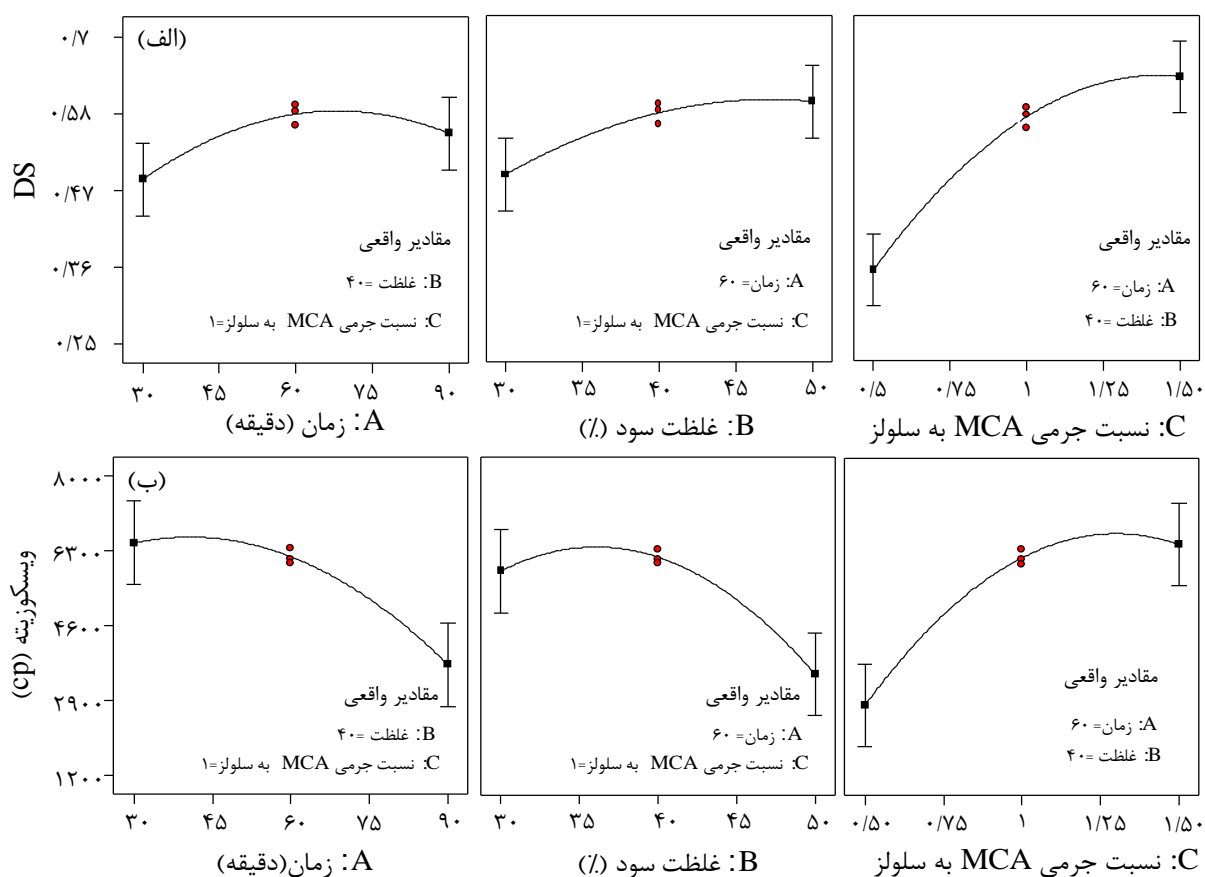 (الف)
DS
۰/۷
۰/۵۸
۰/۴۷
۰/۳۶
۰/۲۵
مقادیر واقعی
B: غلظت =۴۰
C: نسبت جرمی MCA به سلولز=۱
۳۰ ۴۵ ۶۰ ۷۵ ۹۰
A: زمان (دقیقه)
مقادیر واقعی
A: زمان= ۶۰
C: نسبت جرمی MCA به سلولز=۱
۳۰ ۳۵ ۴۰ ۴۵ ۵۰
B: غلظت سود (٪)
مقادیر واقعی
A: زمان= ۶۰
B: غلظت =۴۰
۰/۵ ۰/۷۵ ۱ ۱/۲۵ ۱/۵۰
C: نسبت جرمی MCA به سلولز
(ب)
ویسکوزیته (cp)
۸۰۰۰
۶۳۰۰
۴۶۰۰
۲۹۰۰
۱۲۰۰
مقادیر واقعی
B: غلظت =۴۰
C: نسبت جرمی MCA به سلولز=۱
۳۰ ۴۵ ۶۰ ۷۵ ۹۰
A: زمان(دقیقه)
مقادیر واقعی
A: زمان= ۶۰
C: نسبت جرمی MCA به سلولز=۱
۳۰ ۳۵ ۴۰ ۴۵ ۵۰
B: غلظت سود (٪)
مقادیر واقعی
A: زمان= ۶۰
B: غلظت =۴۰
۰/۵۰ ۰/۷۵ ۱ ۱/۲۵ ۱/۵۰
C: نسبت جرمی MCA به سلولز